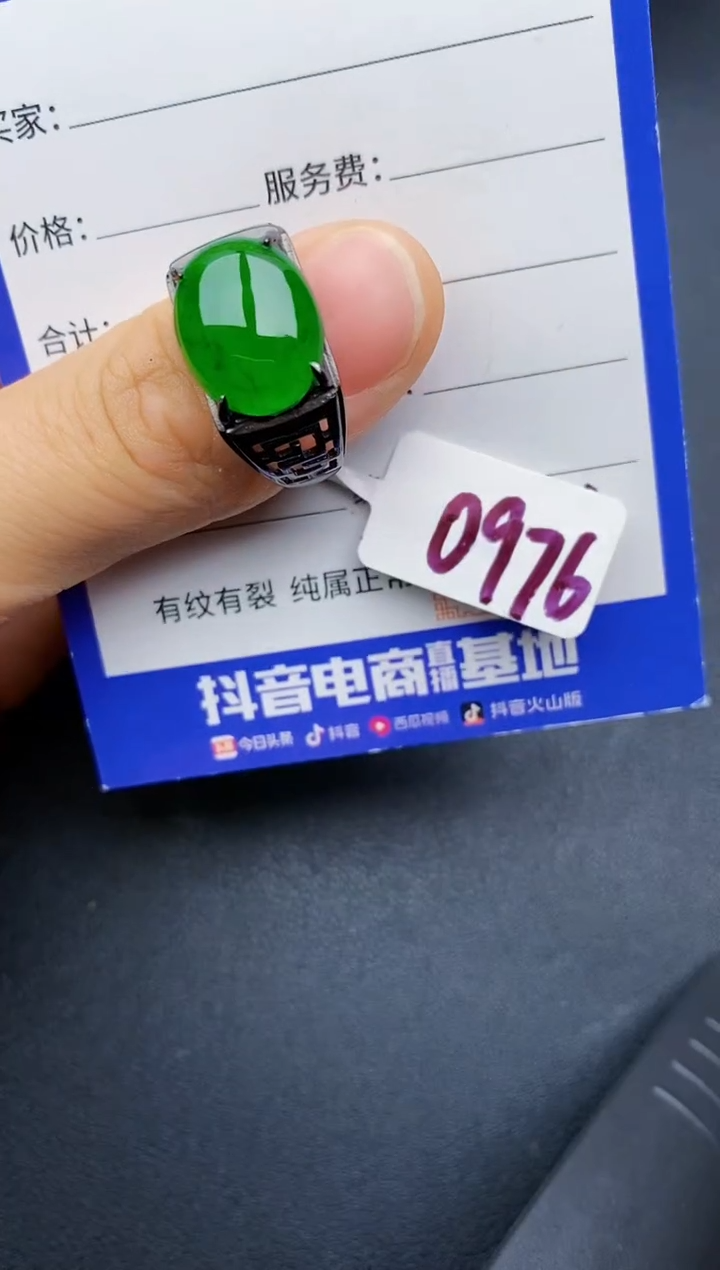 买家：
服务费：
价格：
合计：
0976
有纹有裂 纯属正常
抖音电商直播基地
今日头条 抖音 西瓜视频 抖音火山版